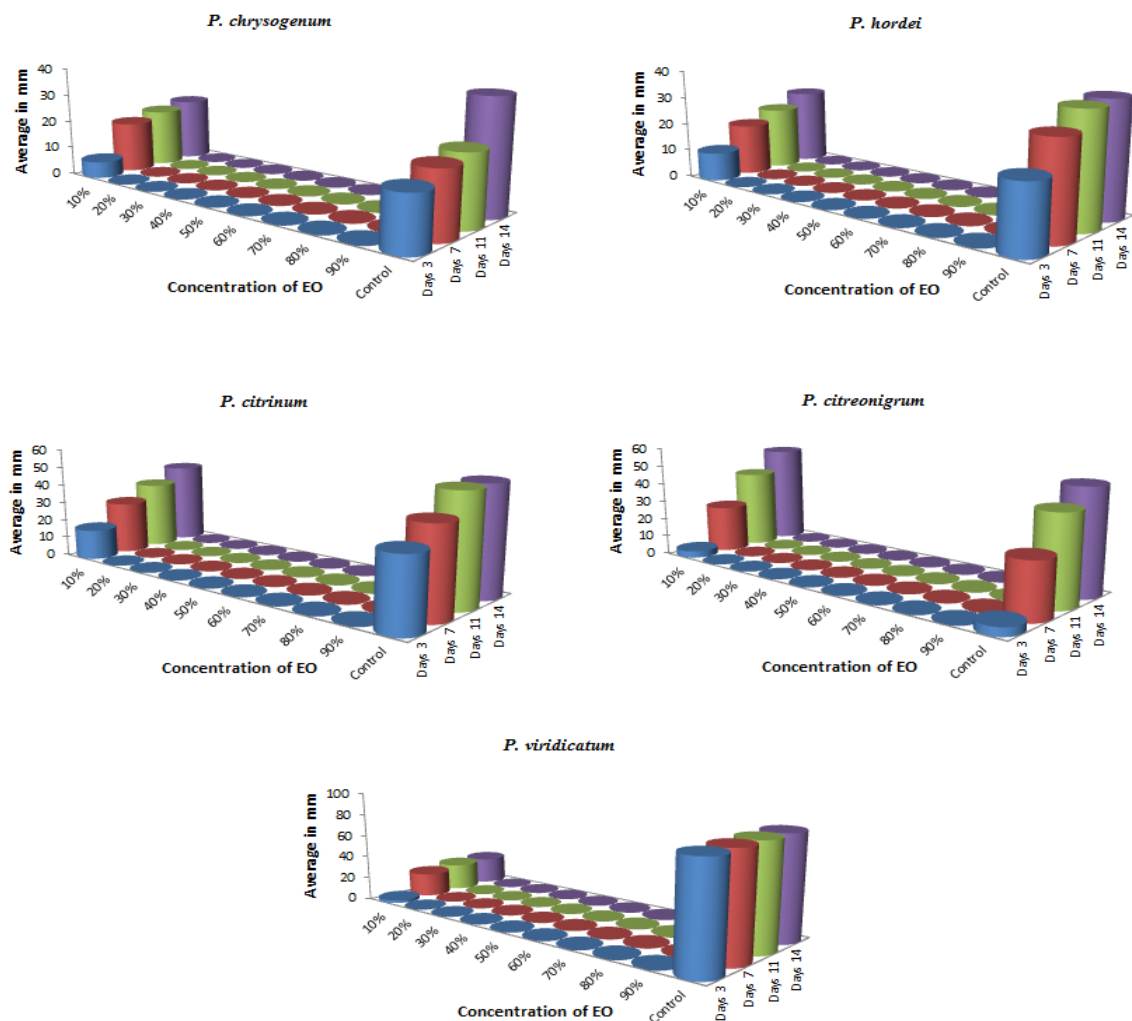 P. chrysogenum
Average in mm
40
30
20
10
0
10%
20%
30%
40%
50%
60%
70%
80%
90%
Control
Days 3
Days 7
Days 11
Days 14
Concentration of EO
P. hordei
Average in mm
40
30
20
10
0
10%
20%
30%
40%
50%
60%
70%
80%
90%
Control
Days 3
Days 7
Days 11
Days 14
Concentration of EO
P. citrinum
Average in mm
60
50
40
30
20
10
0
10%
20%
30%
40%
50%
60%
70%
80%
90%
Control
Days 3
Days 7
Days 11
Days 14
Concentration of EO
P. citreonigrum
Average in mm
60
50
40
30
20
10
0
10%
20%
30%
40%
50%
60%
70%
80%
90%
Control
Days 3
Days 7
Days 11
Days 14
Concentration of EO
P. viridicatum
Average in mm
100
80
60
40
20
0
10%
20%
30%
40%
50%
60%
70%
80%
90%
Control
Days 3
Days 7
Days 11
Days 14
Concentration of EO